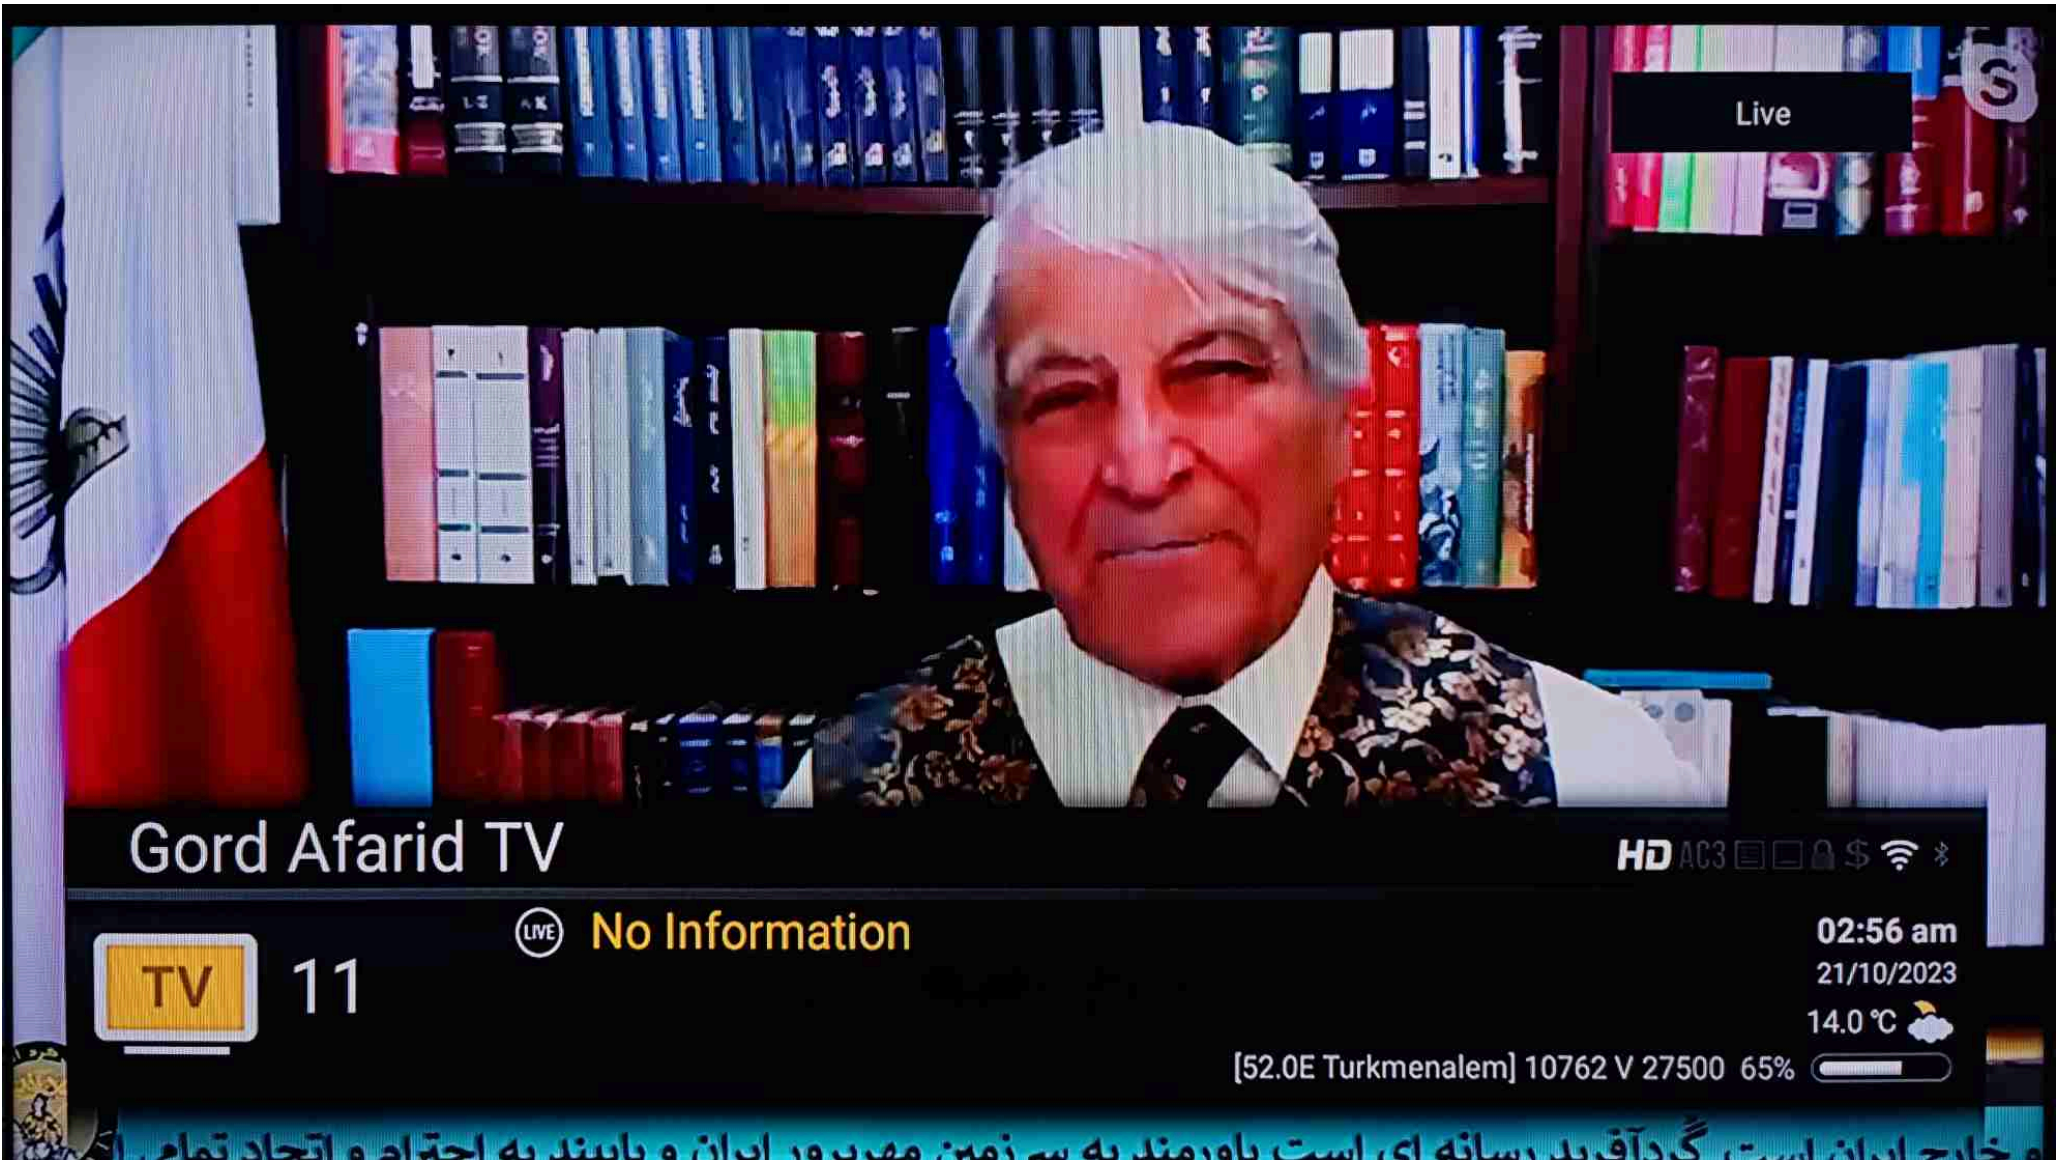 Live
S
Gord Afarid TV
HD AC3 $
LIVE No Information
02:56 am
TV 11
21/10/2023
14.0 °C
[52.0E Turkmenalem] 10762 V 27500 65%
و خارج ایران است. گردآفرید رسانه ای است باورمند به سرزمین مهرپرور ایران و پایبند به احترام و اتحاد تمامی